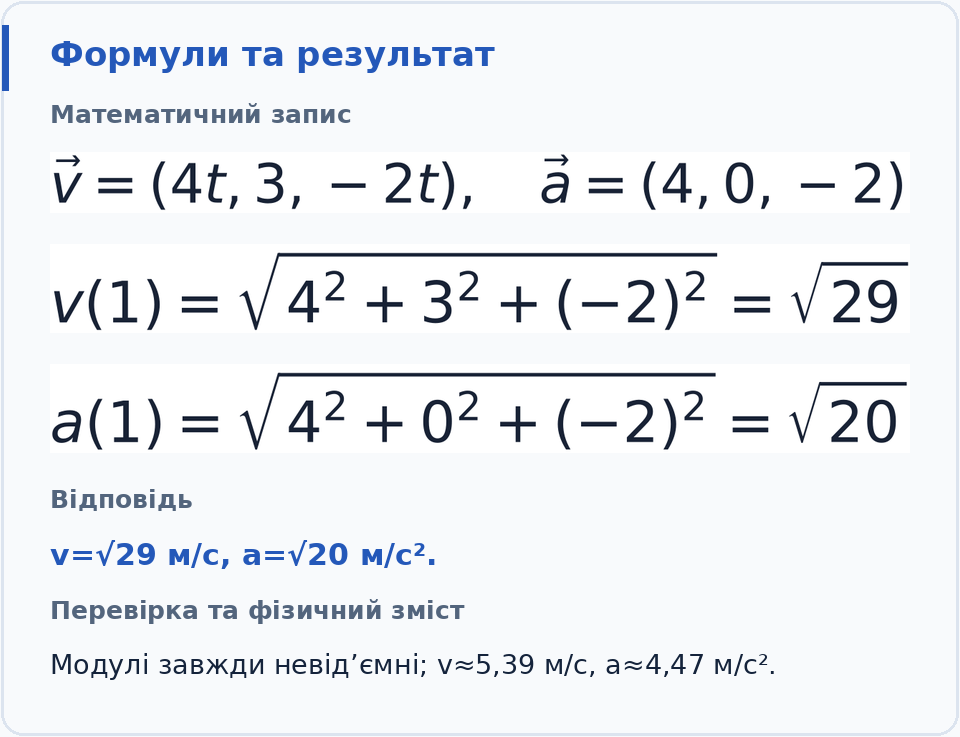 Формули та результат
Математичний запис
v⃗ = (4t, 3, − 2t), a⃗ = (4, 0, − 2)
v(1) = √(4² + 3² + (−2)²) = √29
a(1) = √(4² + 0² + (−2)²) = √20
Відповідь
v=√29 м/с, a=√20 м/с².
Перевірка та фізичний зміст
Модулі завжди невід’ємні; v≈5,39 м/с, a≈4,47 м/с².